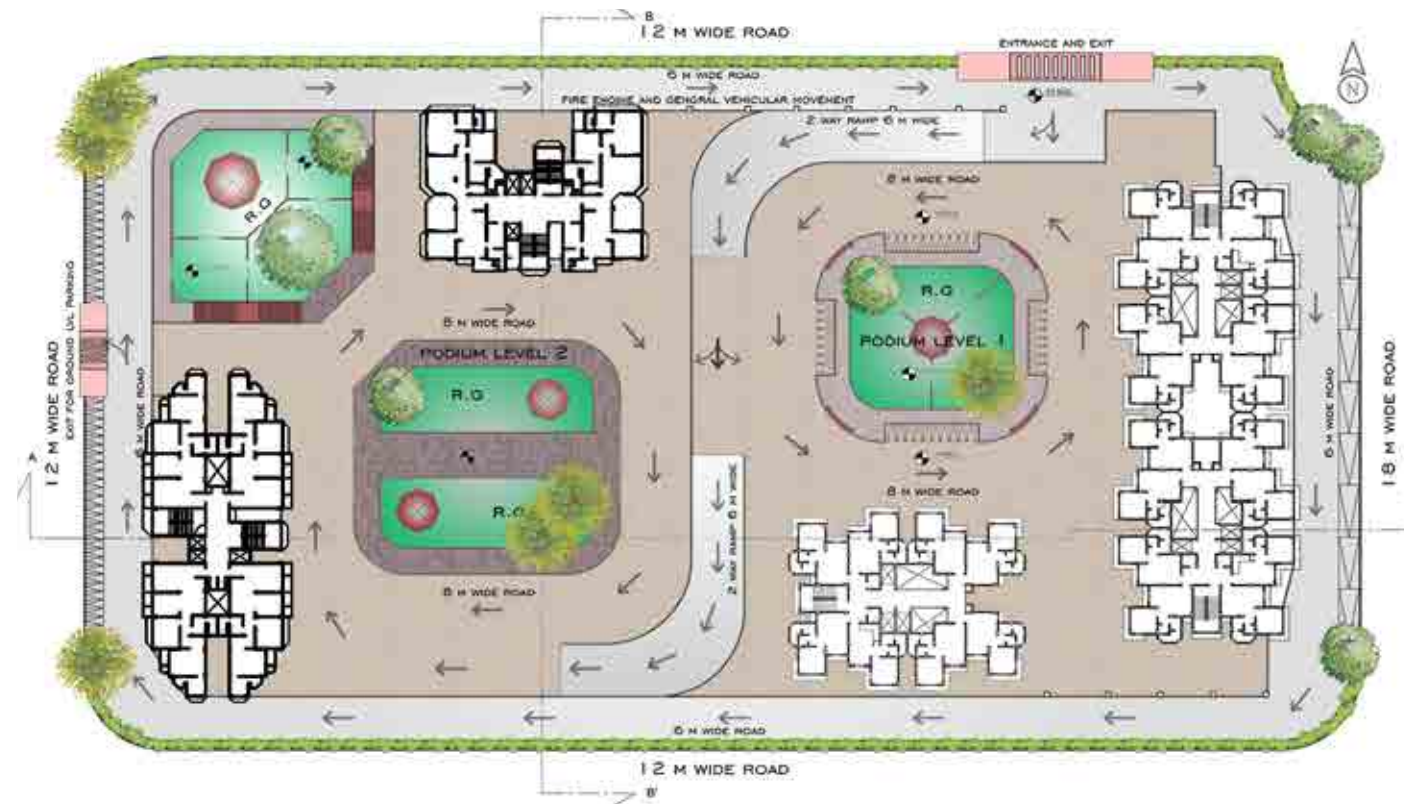 B
12 M WIDE ROAD
ENTRANCE AND EXIT
6 M WIDE ROAD
FIRE ENGINE AND GENGRAL VEHICULAR MOVEMENT
N
2 WAY RAMP 6 M WIDE
8 M WIDE ROAD
R.G
R.G
PODIUM LEVEL 1
12 M WIDE ROAD
EXIT FOR GROUND LVL PARKING
6 M WIDE ROAD
8 M WIDE ROAD
PODIUM LEVEL 2
R.G
R.G
8 M WIDE ROAD
A
2 WAY RAMP 6 M WIDE
8 M WIDE ROAD
6 M WIDE ROAD
18 M WIDE ROAD
6 M WIDE ROAD
12 M WIDE ROAD
B'